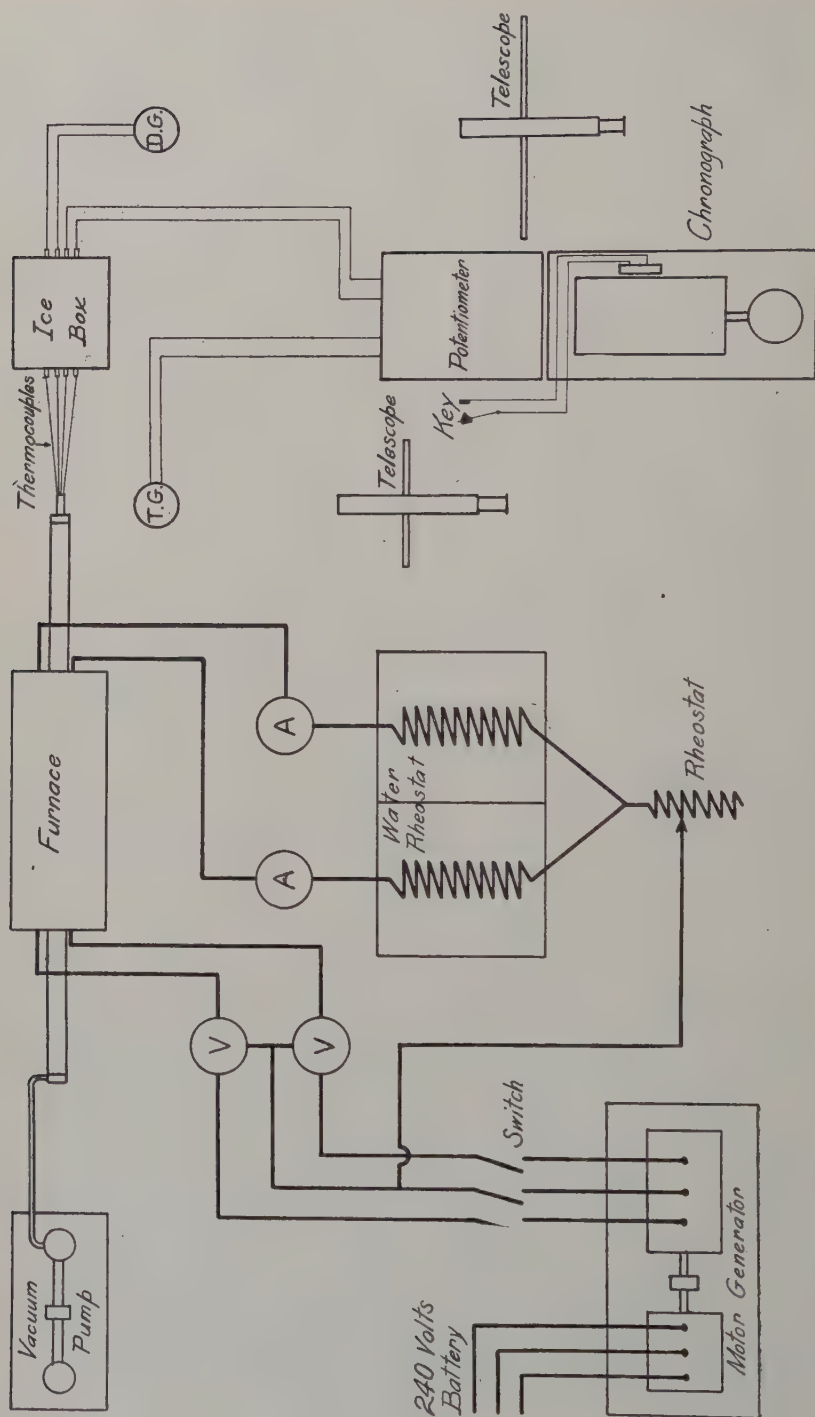 Vacuum
Pump
Furnace
Thermocouples
Ice
Box
D.G.
T.G.
V
V
A
A
Water
Rheostat
Rheostat
Switch
240 Volts
Battery
Motor Generator
Telescope
Key
Potentiometer
Telescope
Chronograph